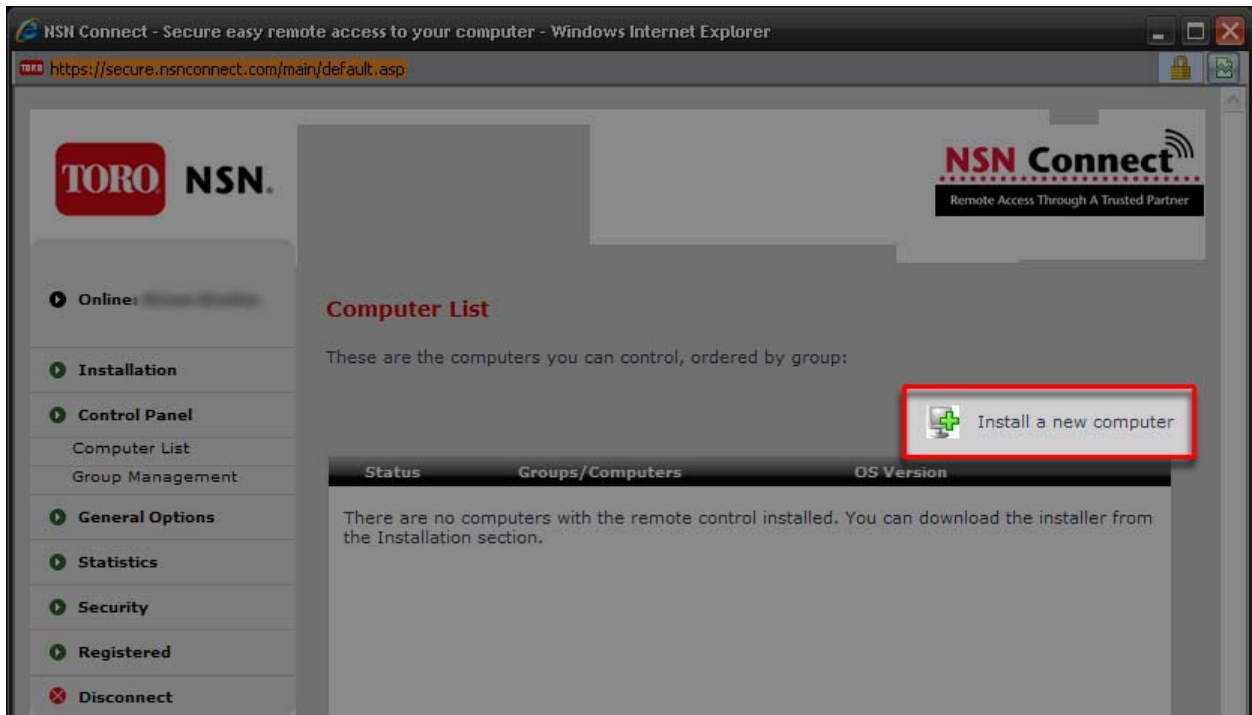 NSN Connect - Secure easy remote access to your computer - Windows Internet Explorer
TORO https://secure.nsnconnect.com/main/default.asp
TORO NSN.
NSN Connect
Remote Access Through A Trusted Partner
Online:
Computer List
These are the computers you can control, ordered by group:
Installation
Control Panel
Computer List
Group Management
General Options
Statistics
Security
Registered
Disconnect
Install a new computer
Status Groups/Computers OS Version
There are no computers with the remote control installed. You can download the installer from
the Installation section.